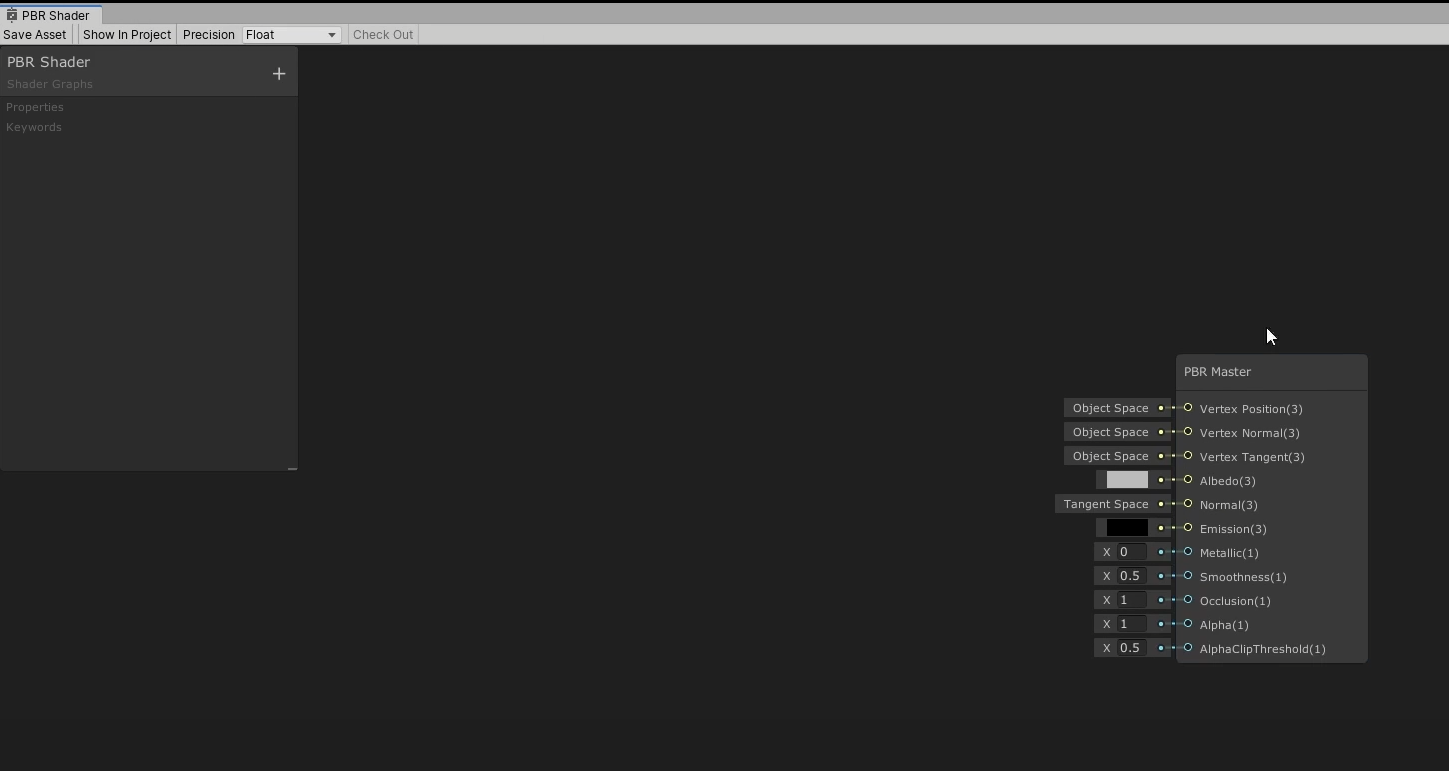 PBR Shader
Save Asset Show In Project Precision Float Check Out
PBR Shader
Shader Graphs
Properties
Keywords
PBR Master
Object Space Vertex Position(3)
Object Space Vertex Normal(3)
Object Space Vertex Tangent(3)
Albedo(3)
Tangent Space Normal(3)
Emission(3)
X 0 Metallic(1)
X 0.5 Smoothness(1)
X 1 Occlusion(1)
X 1 Alpha(1)
X 0.5 AlphaClipThreshold(1)